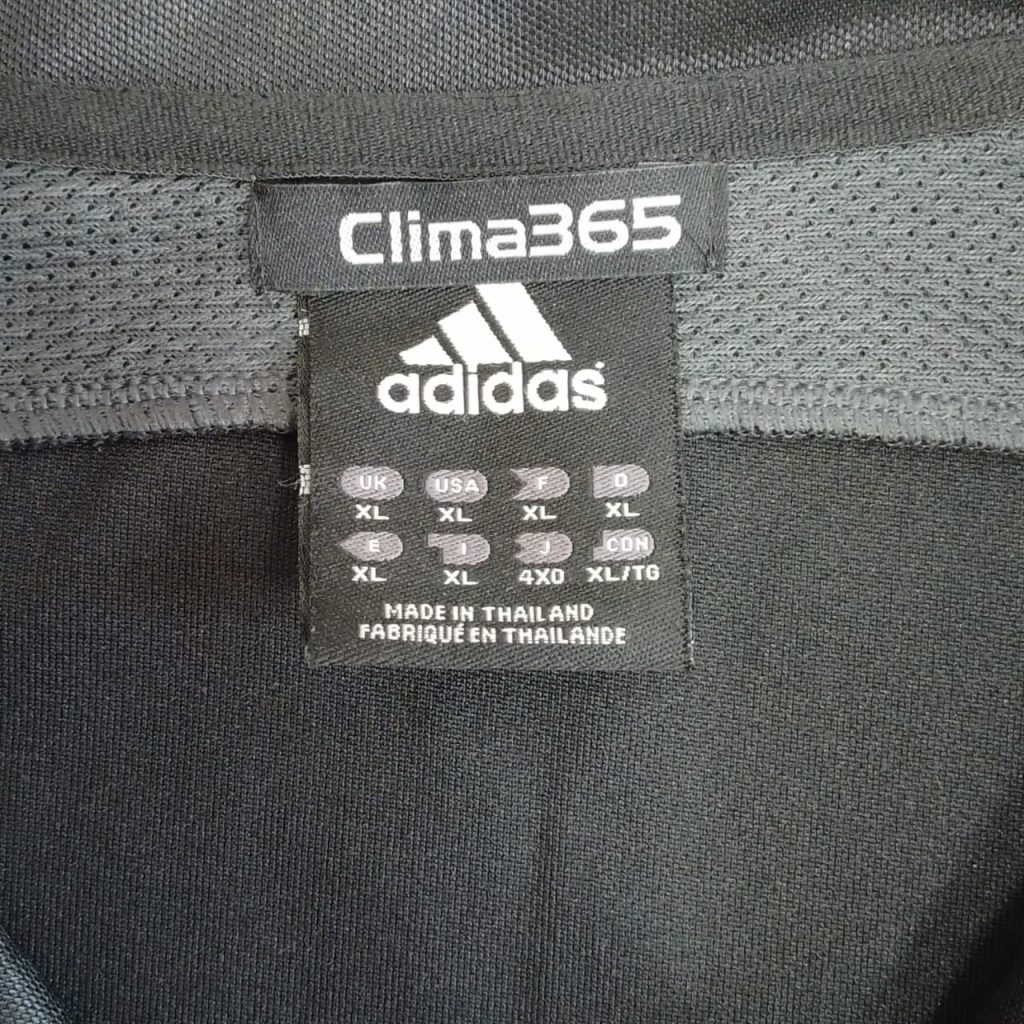 Clima365
adidas
UK USA F D
XL XL XL XL
E I J CDN
XL XL 4XO XL/TG
MADE IN THAILAND
FABRIQUÉ EN THAILANDE